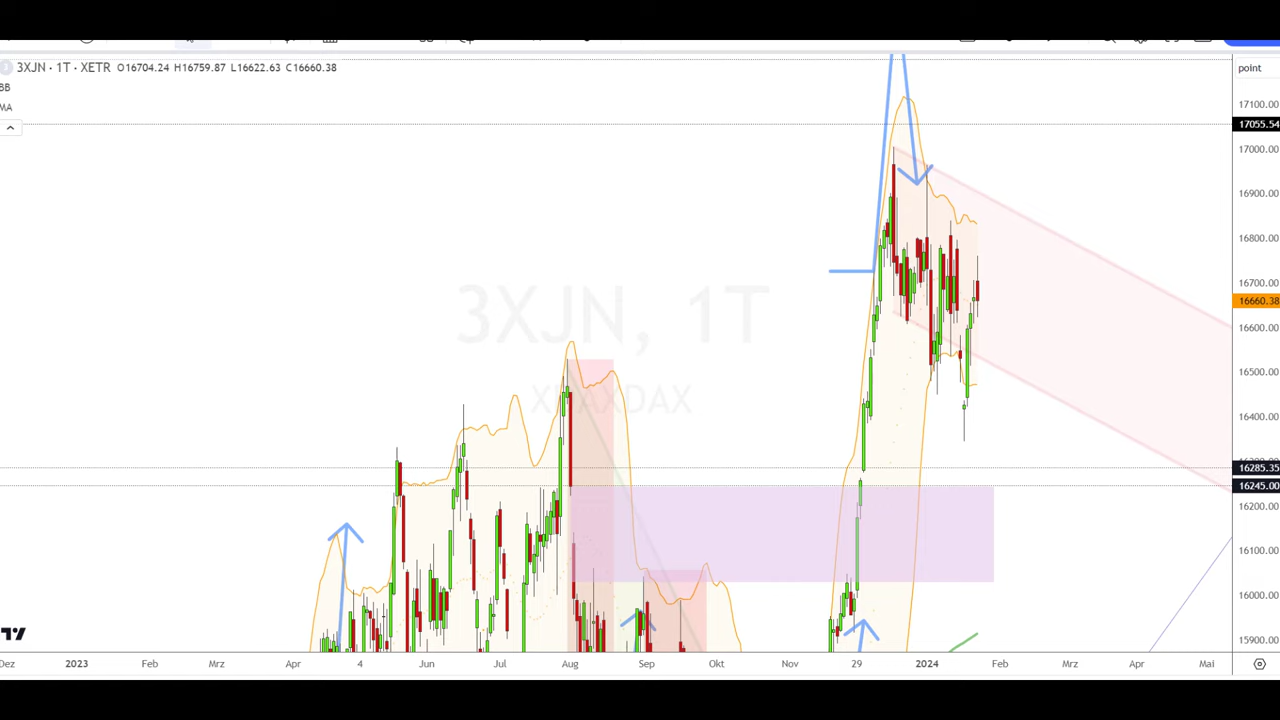 3XJN · 1T · XETR O16704.24 H16759.87 L16622.63 C16660.38
point
BB
MA
17100.00
17055.54
17000.00
16900.00
16800.00
16700.00
16660.38
16600.00
16500.00
16400.00
16285.35
16245.00
16200.00
16100.00
16000.00
15900.00
3XJN, 1T
Dez 2023 Feb Mrz Apr 4 Jun Jul Aug Sep Okt Nov 29 2024 Feb Mrz Apr Mai